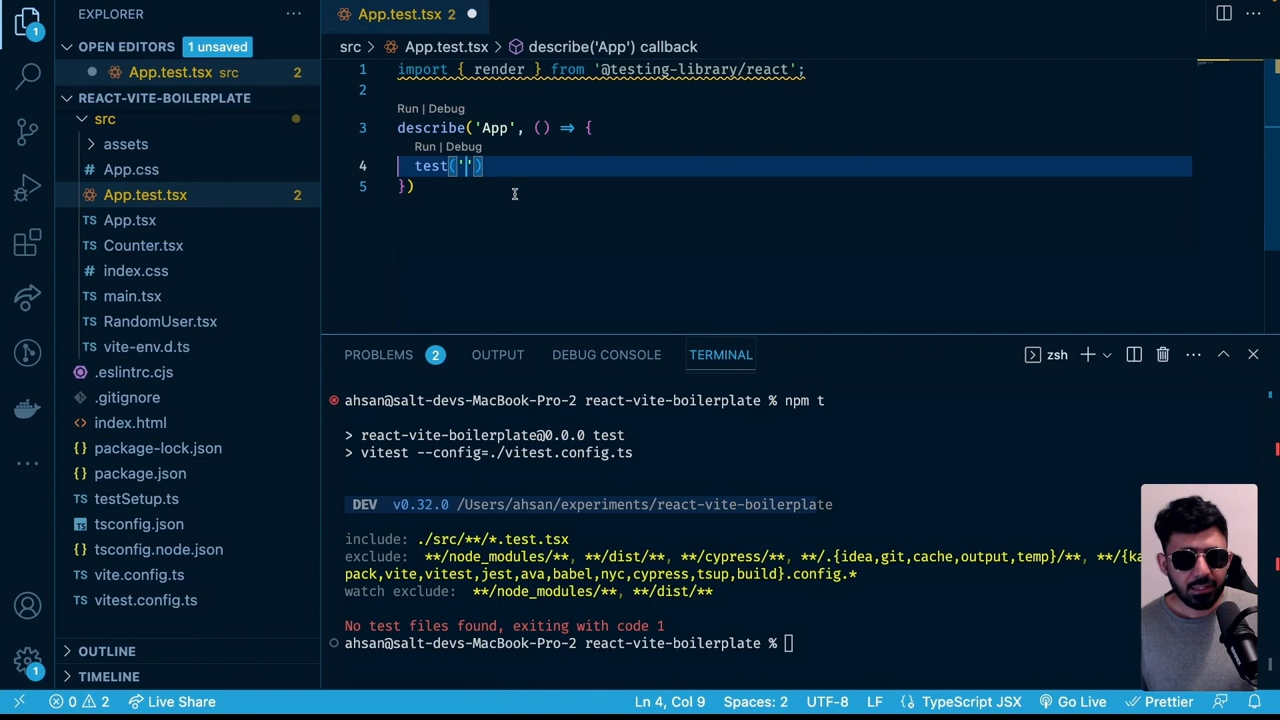 EXPLORER
OPEN EDITORS 1 unsaved
App.test.tsx src 2
REACT-VITE-BOILERPLATE
src
assets
App.css
App.test.tsx 2
App.tsx
Counter.tsx
index.css
main.tsx
RandomUser.tsx
vite-env.d.ts
.eslintrc.cjs
.gitignore
index.html
package-lock.json
package.json
testSetup.ts
tsconfig.json
tsconfig.node.json
vite.config.ts
vitest.config.ts
OUTLINE
TIMELINE
1
1
App.test.tsx 2
src > App.test.tsx > describe('App') callback
1 import { render } from '@testing-library/react';
2
Run | Debug
3 describe('App', () => {
Run | Debug
4 test('')
5 })
PROBLEMS 2 OUTPUT DEBUG CONSOLE TERMINAL zsh
ahsan@salt-devs-MacBook-Pro-2 react-vite-boilerplate % npm t
> react-vite-boilerplate@0.0.0 test
> vitest --config=./vitest.config.ts
DEV v0.32.0 /Users/ahsan/experiments/react-vite-boilerplate
include: ./src/**/*.test.tsx
exclude: **/node_modules/**, **/dist/**, **/cypress/**, **/.{idea,git,cache,output,temp}/**, **/{ka
pack,vite,vitest,jest,ava,babel,nyc,cypress,tsup,build}.config.*
watch exclude: **/node_modules/**, **/dist/**
No test files found, exiting with code 1
ahsan@salt-devs-MacBook-Pro-2 react-vite-boilerplate %
0 2 Live Share Ln 4, Col 9 Spaces: 2 UTF-8 LF {} TypeScript JSX Go Live Prettier